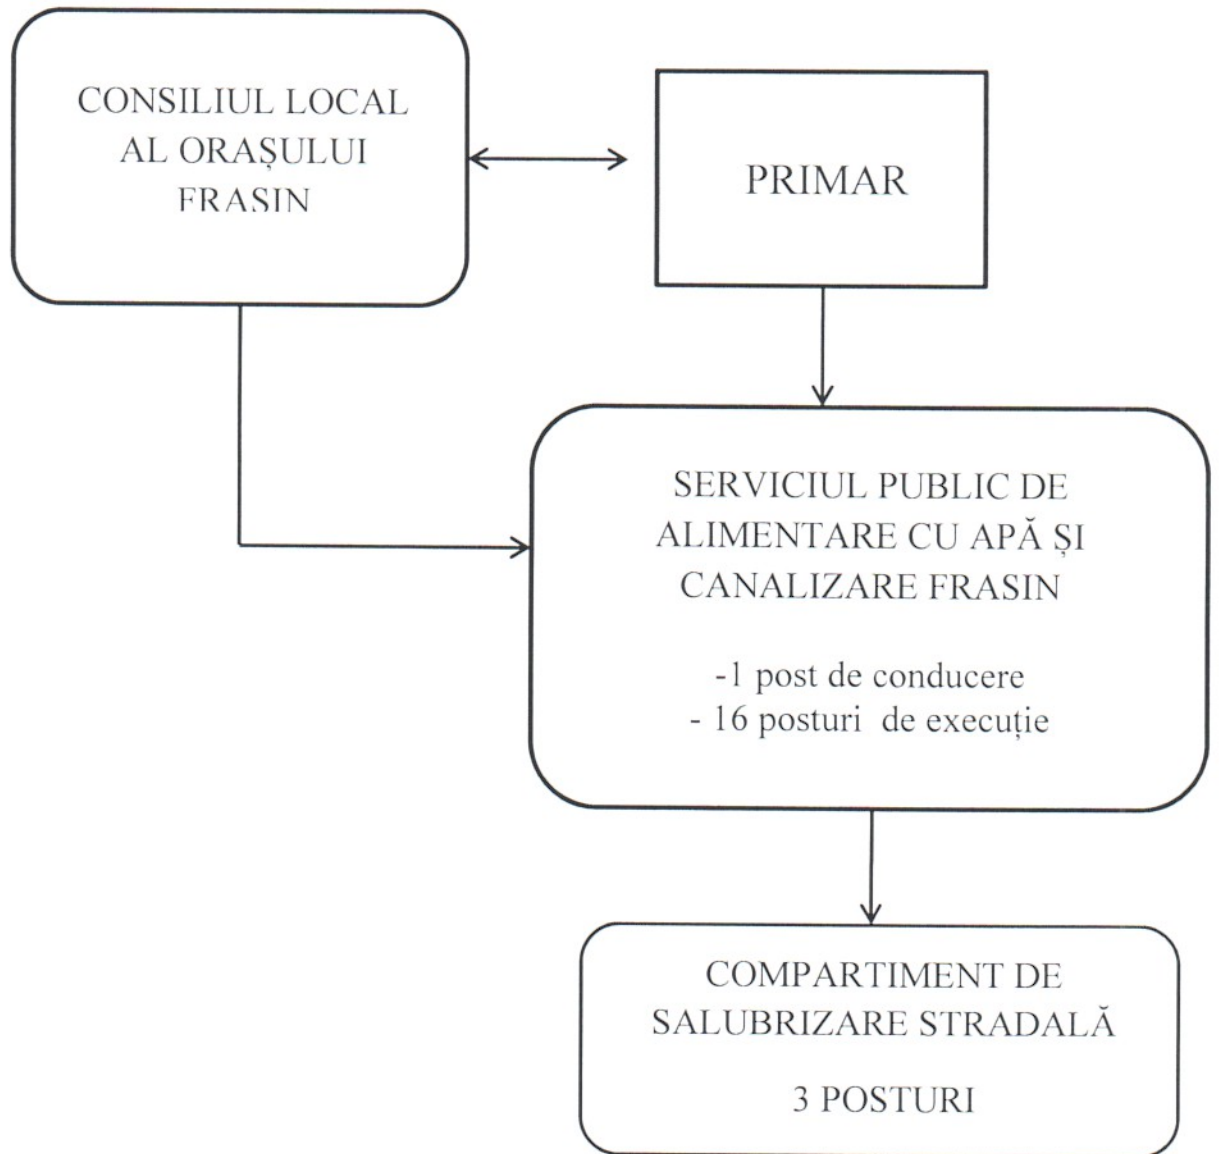 CONSILIUL LOCAL
AL ORAȘULUI
FRASIN
PRIMAR
SERVICIUL PUBLIC DE
ALIMENTARE CU APĂ ȘI
CANALIZARE FRASIN
-1 post de conducere
- 16 posturi de execuție
COMPARTIMENT DE
SALUBRIZARE STRADALĂ
3 POSTURI